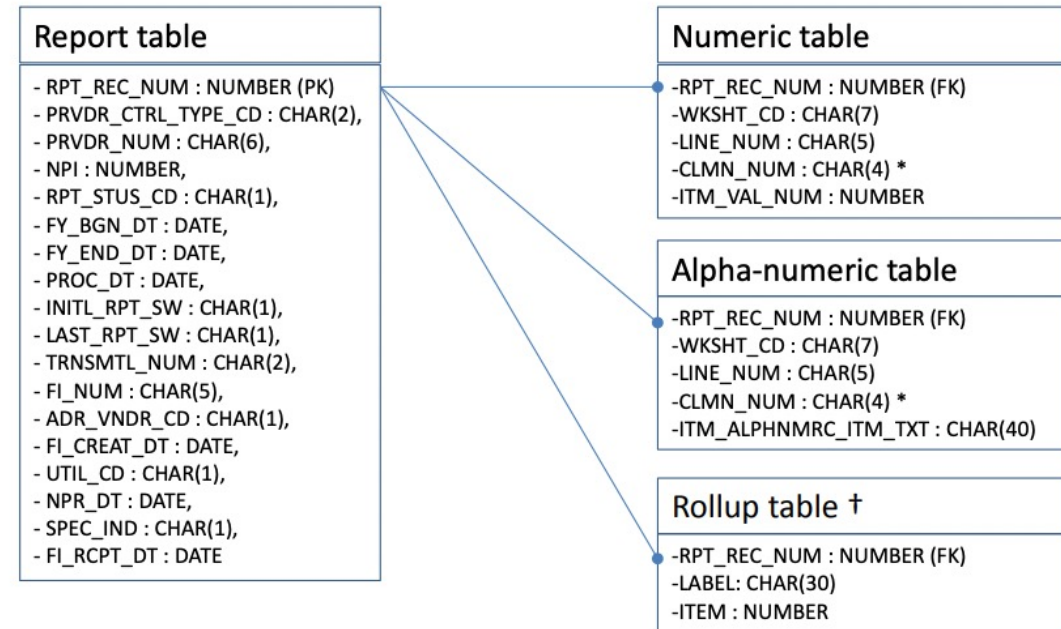 Report table
- RPT_REC_NUM : NUMBER (PK)
- PRVDR_CTRL_TYPE_CD : CHAR(2),
- PRVDR_NUM : CHAR(6),
- NPI : NUMBER,
- RPT_STUS_CD : CHAR(1),
- FY_BGN_DT : DATE,
- FY_END_DT : DATE,
- PROC_DT : DATE,
- INITL_RPT_SW : CHAR(1),
- LAST_RPT_SW : CHAR(1),
- TRNSMTL_NUM : CHAR(2),
- FI_NUM : CHAR(5),
- ADR_VNDR_CD : CHAR(1),
- FI_CREAT_DT : DATE,
- UTIL_CD : CHAR(1),
- NPR_DT : DATE,
- SPEC_IND : CHAR(1),
- FI_RCPT_DT : DATE
Numeric table
-RPT_REC_NUM : NUMBER (FK)
-WKSHT_CD : CHAR(7)
-LINE_NUM : CHAR(5)
-CLMN_NUM : CHAR(4) *
-ITM_VAL_NUM : NUMBER
Alpha-numeric table
-RPT_REC_NUM : NUMBER (FK)
-WKSHT_CD : CHAR(7)
-LINE_NUM : CHAR(5)
-CLMN_NUM : CHAR(4) *
-ITM_ALPHNMRC_ITM_TXT : CHAR(40)
Rollup table †
-RPT_REC_NUM : NUMBER (FK)
-LABEL: CHAR(30)
-ITEM : NUMBER